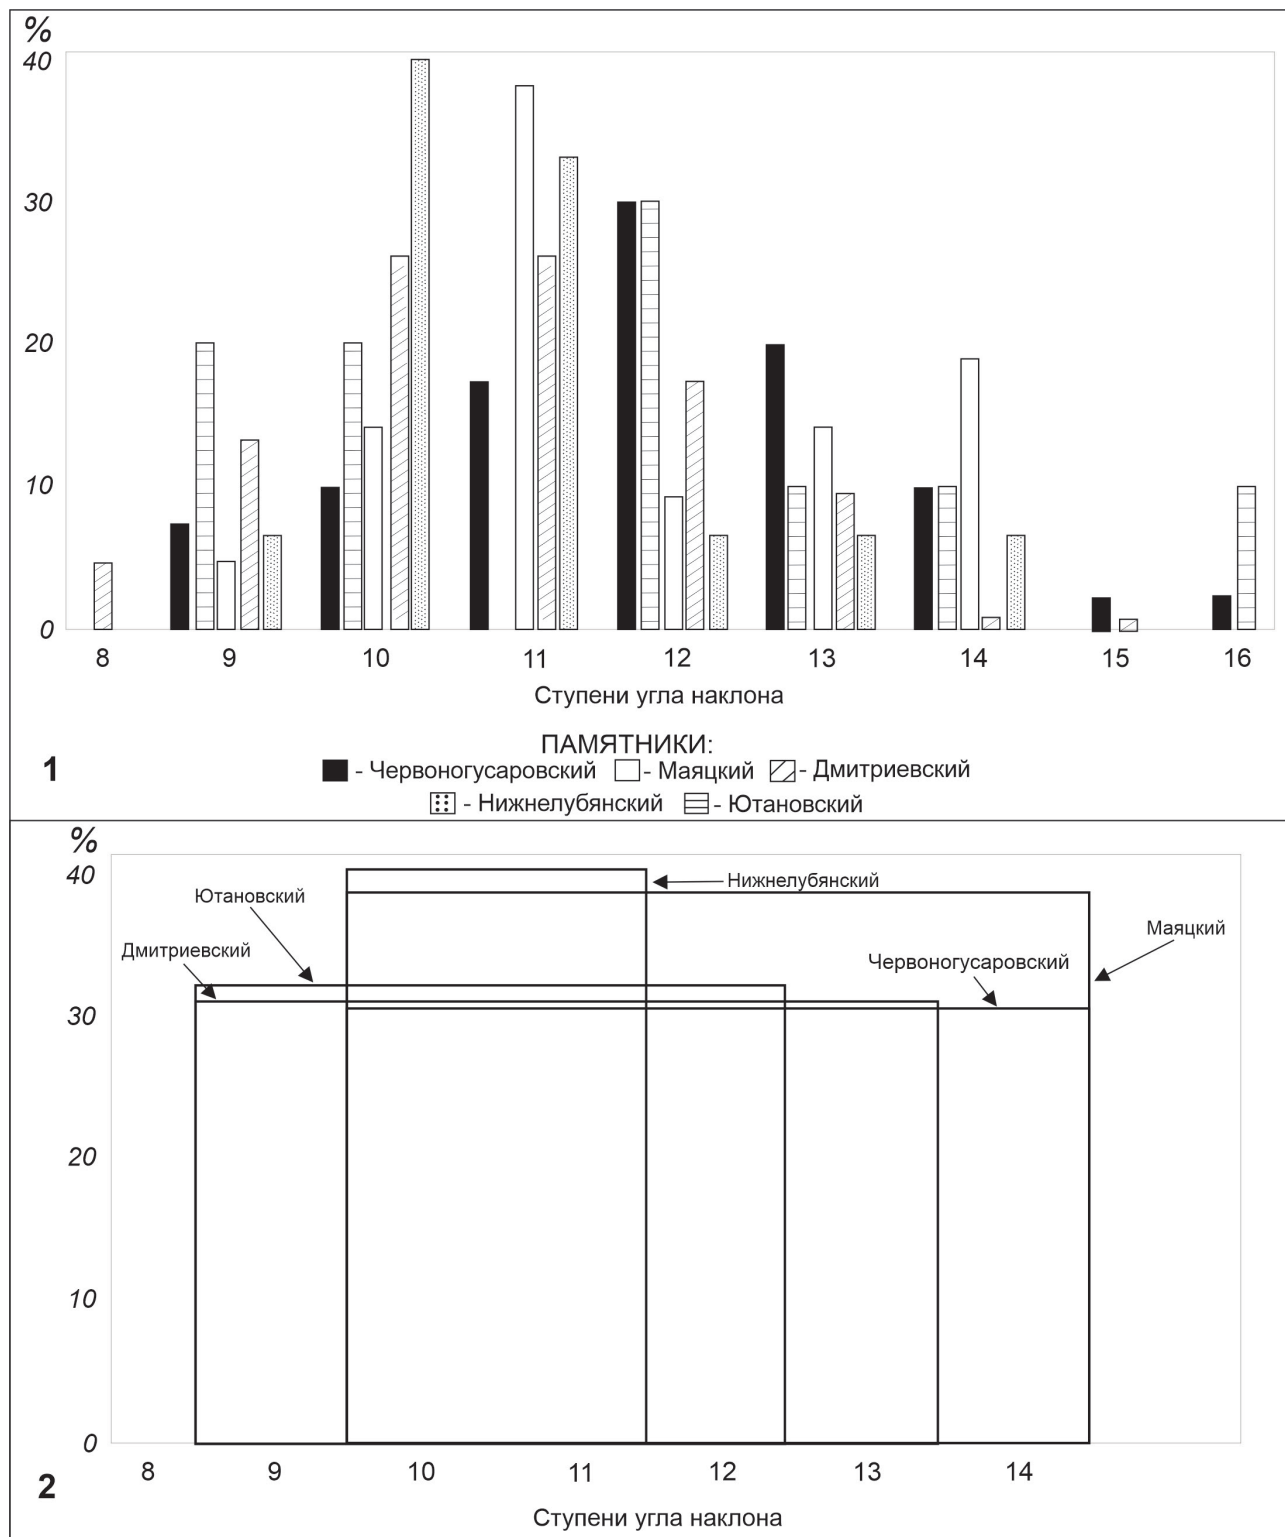 %
40
30
20
10
0
8 9 10 11 12 13 14 15 16
Ступени угла наклона
1
ПАМЯТНИКИ:
- Червоногусаровский - Маяцкий - Дмитриевский
- Нижнелубянский - Ютановский
%
40
Нижнелубянский
Ютановский
Маяцкий
Дмитриевский
Червоногусаровский
30
20
10
0
8 9 10 11 12 13 14
2
Ступени угла наклона